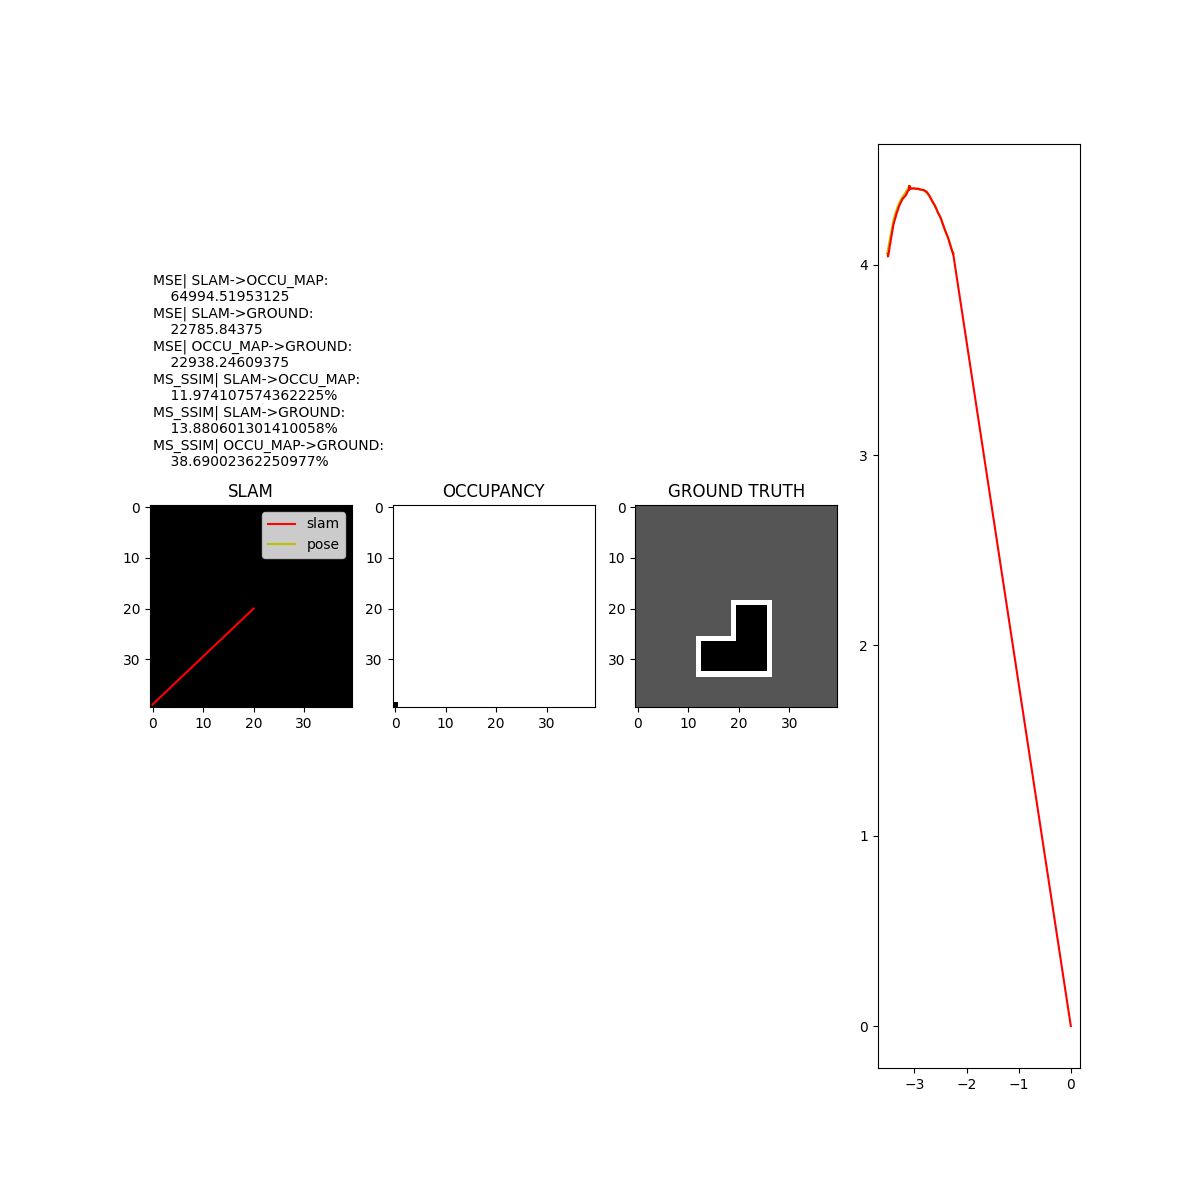 MSE| SLAM->OCCU_MAP:
64994.51953125
MSE| SLAM->GROUND:
22785.84375
MSE| OCCU_MAP->GROUND:
22938.24609375
MS_SSIM| SLAM->OCCU_MAP:
11.974107574362225%
MS_SSIM| SLAM->GROUND:
13.880601301410058%
MS_SSIM| OCCU_MAP->GROUND:
38.69002362250977%
SLAM
slam
pose
0
10
20
30
0 10 20 30
OCCUPANCY
0
10
20
30
0 10 20 30
GROUND TRUTH
0
10
20
30
0 10 20 30
4
3
2
1
0
−3 −2 −1 0